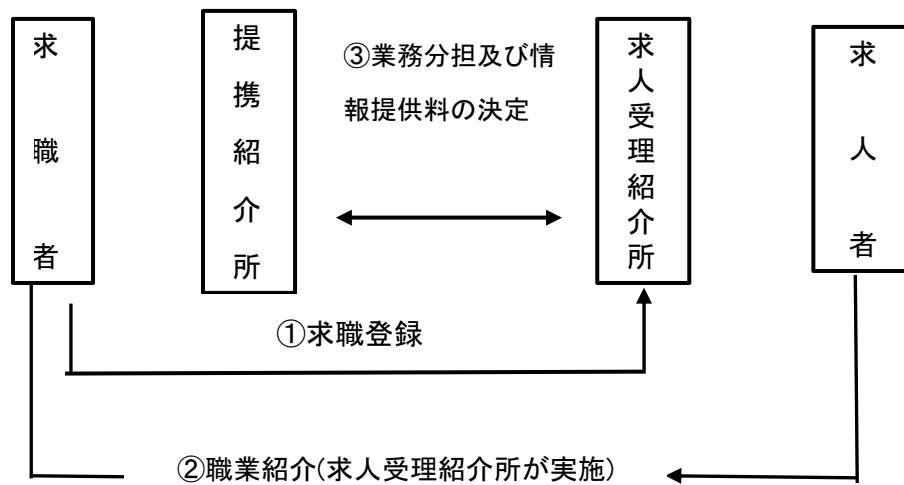 求職者
提携紹介所
③業務分担及び情
報提供料の決定
求人受理紹介所
求人者
①求職登録
②職業紹介(求人受理紹介所が実施)